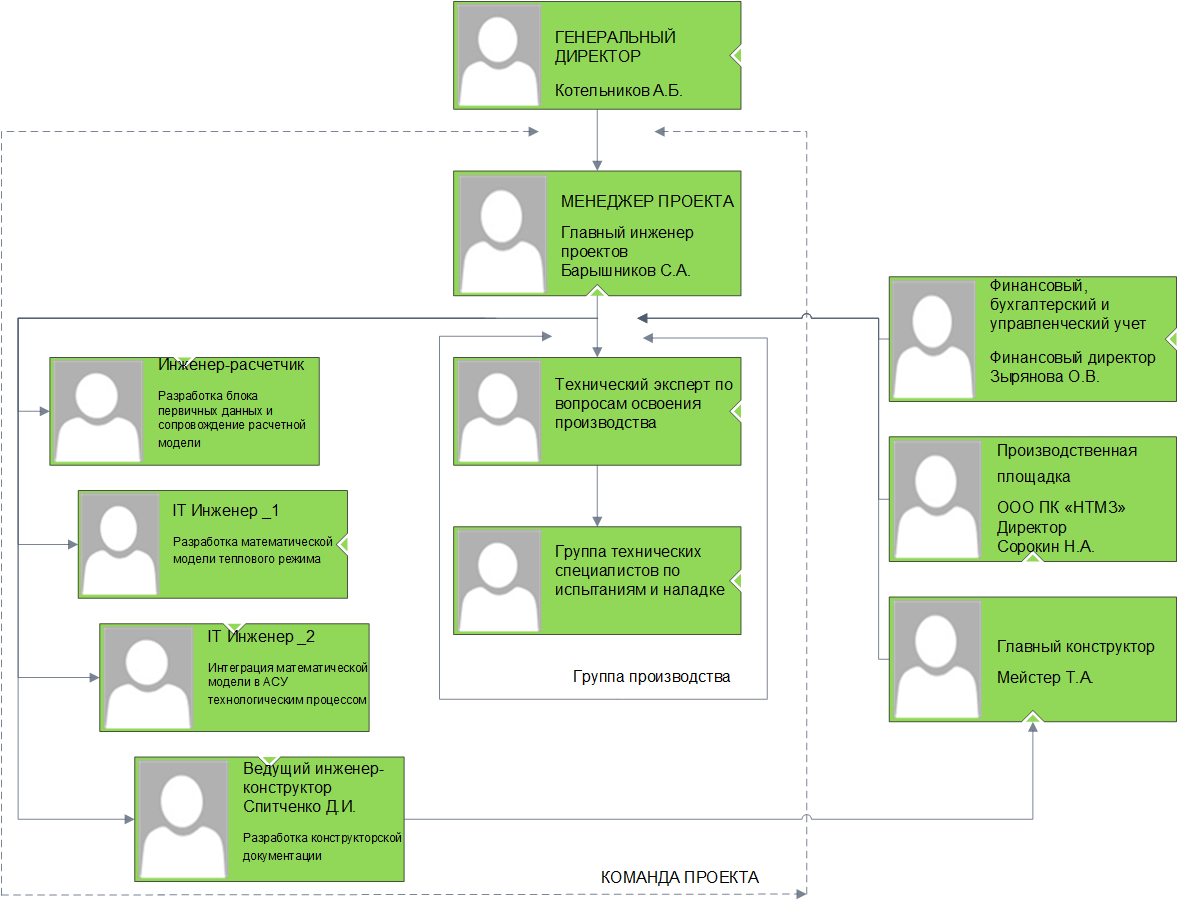 ГЕНЕРАЛЬНЫЙ
ДИРЕКТОР
Котельников А.Б.
МЕНЕДЖЕР ПРОЕКТА
Главный инженер
проектов
Барышников С.А.
Финансовый,
бухгалтерский и
управленческий учет
Финансовый директор
Зырянова О.В.
Инженер-расчетчик
Разработка блока
первичных данных и
сопровождение расчетной
модели
Технический эксперт по
вопросам освоения
производства
Производственная
площадка
ООО ПК «НТМЗ»
Директор
Сорокин Н.А.
IT Инженер _1
Разработка математической
модели теплового режима
Группа технических
специалистов по
испытаниям и наладке
IT Инженер _2
Интеграция математической
модели в АСУ
технологическим процессом
Группа производства
Главный конструктор
Мейстер Т.А.
Ведущий инженер-
конструктор
Спитченко Д.И.
Разработка конструкторской
документации
КОМАНДА ПРОЕКТА